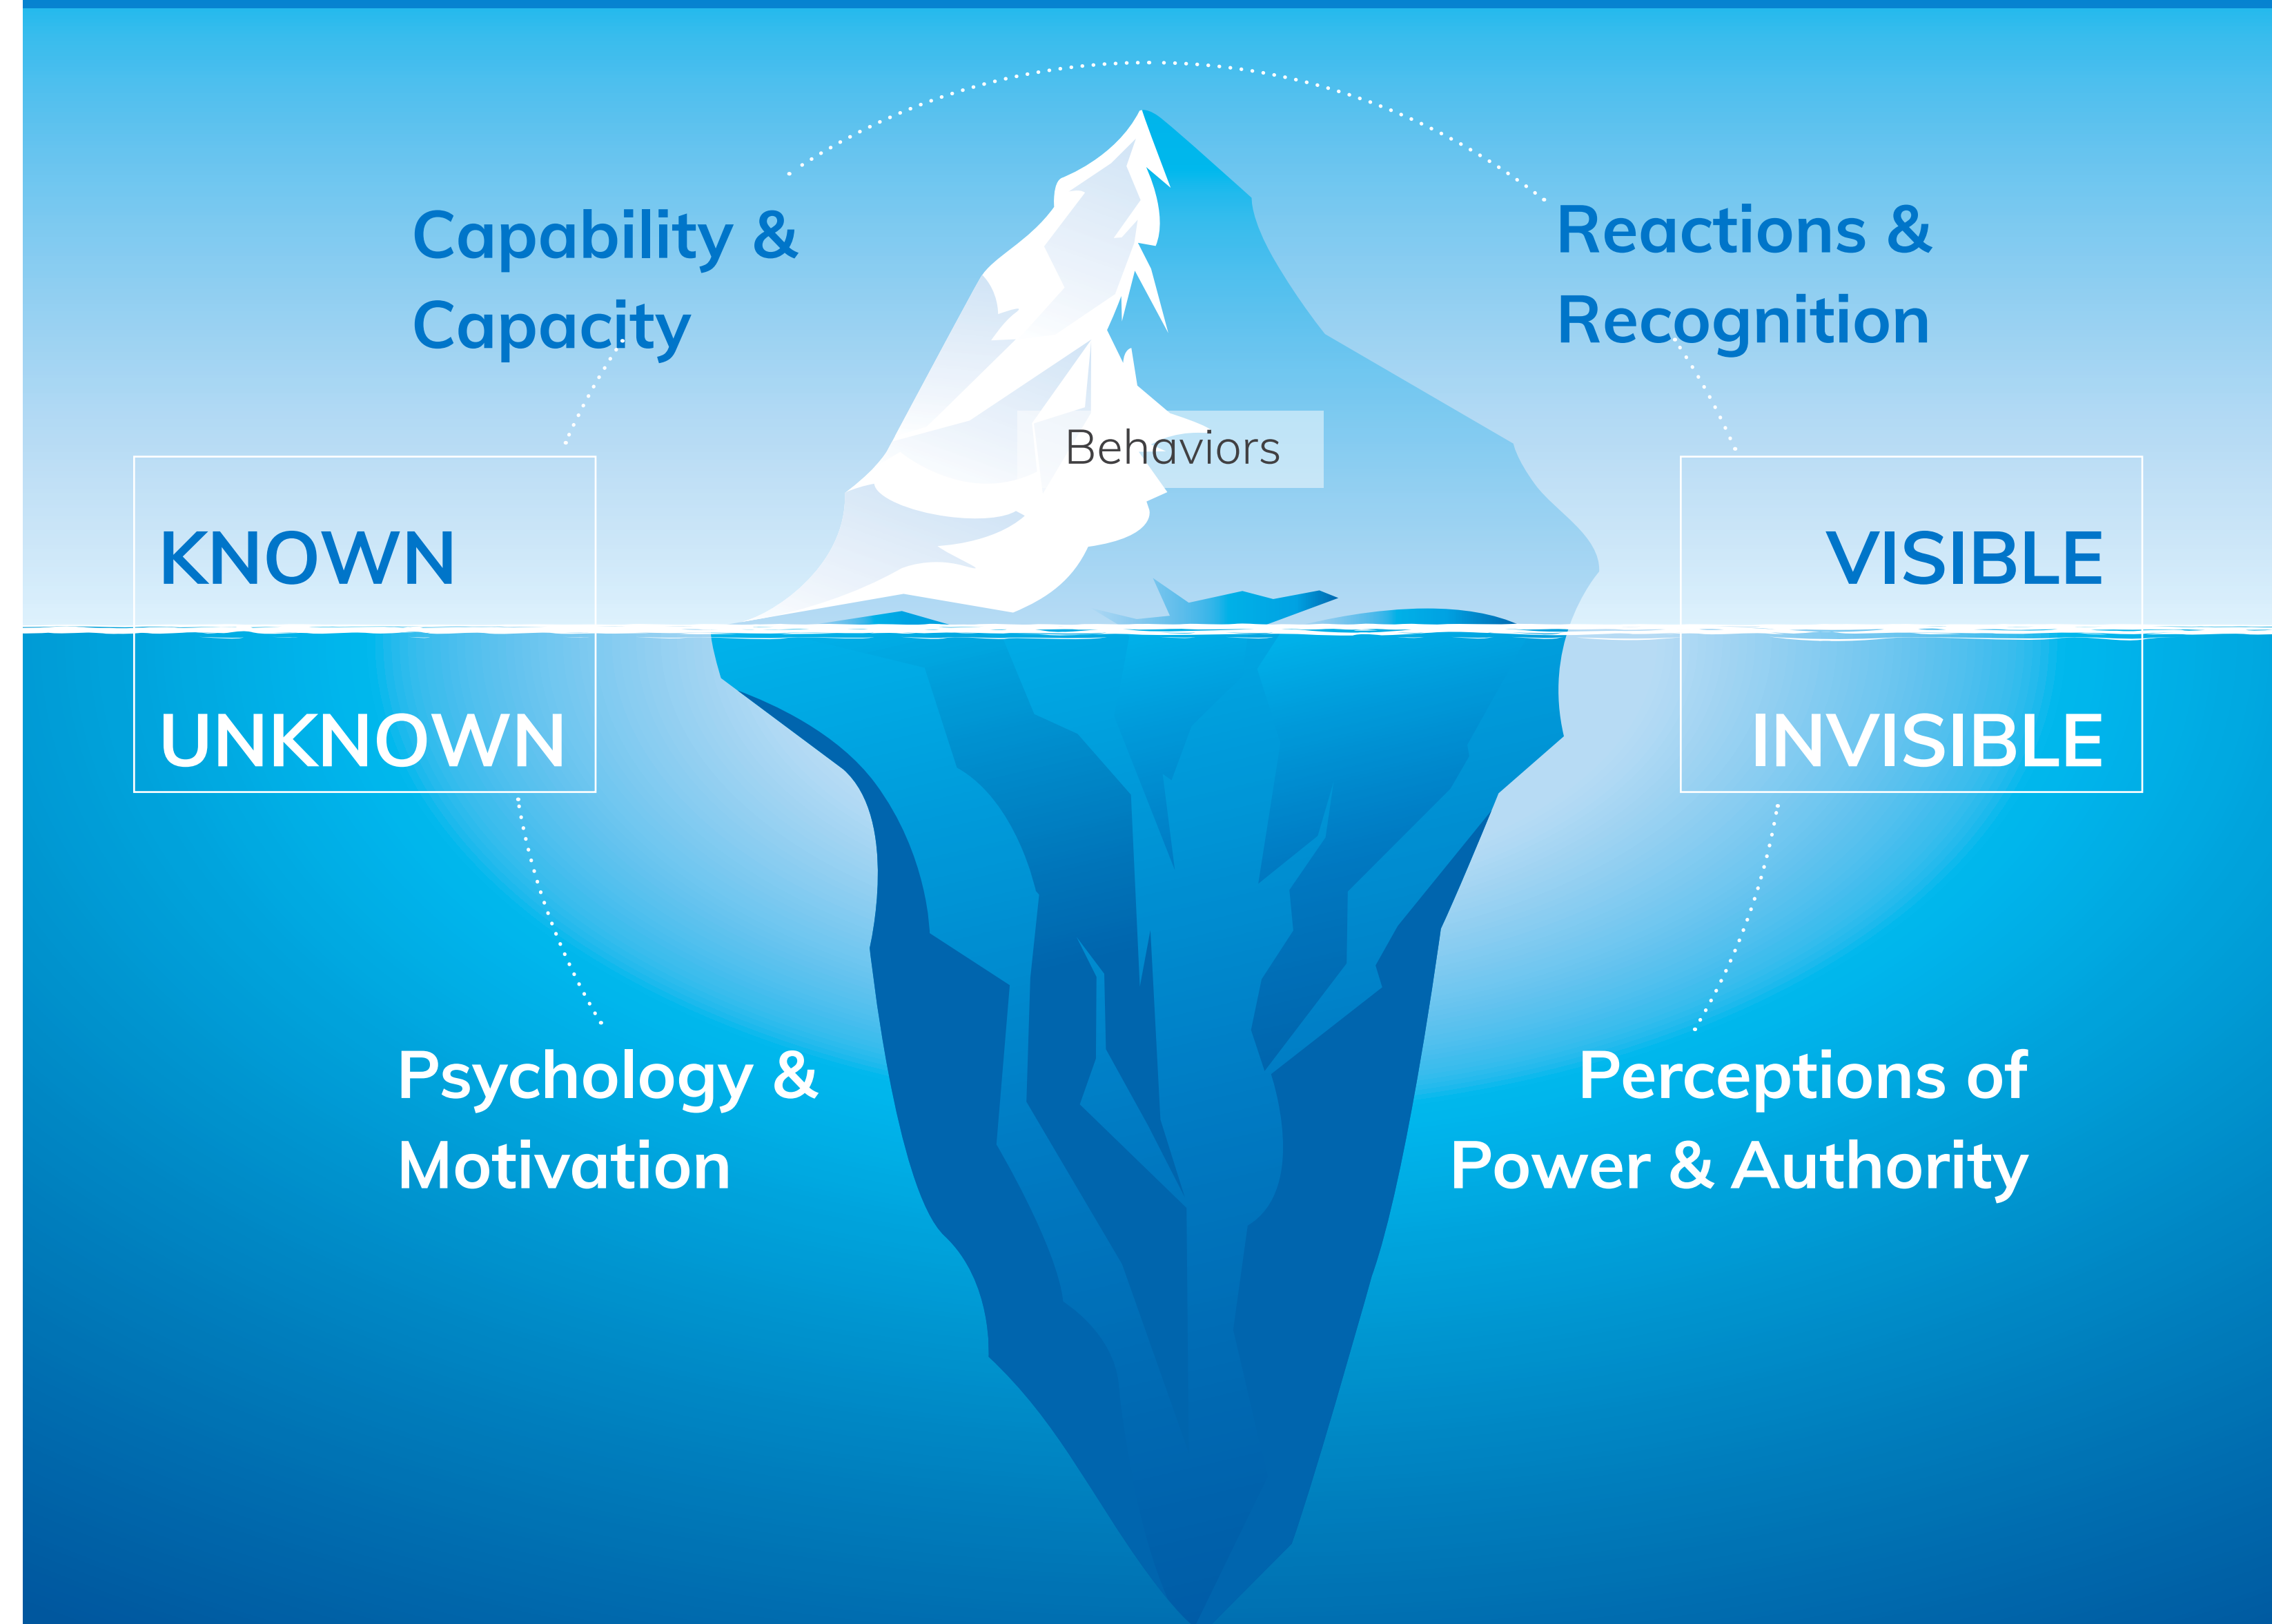 Capability &
Capacity
Reactions &
Recognition
Behaviors
KNOWN
VISIBLE
UNKNOWN
INVISIBLE
Psychology &
Motivation
Perceptions of
Power & Authority